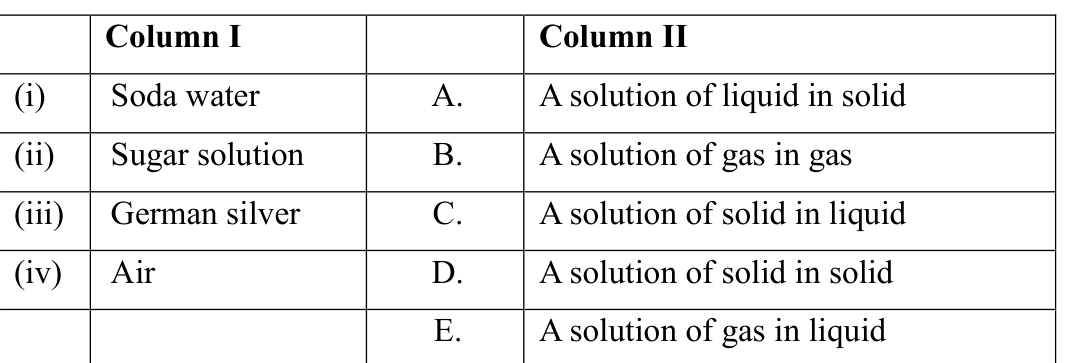 Column I Column II
(i) Soda water A. A solution of liquid in solid
(ii) Sugar solution B. A solution of gas in gas
(iii) German silver C. A solution of solid in liquid
(iv) Air D. A solution of solid in solid
E. A solution of gas in liquid